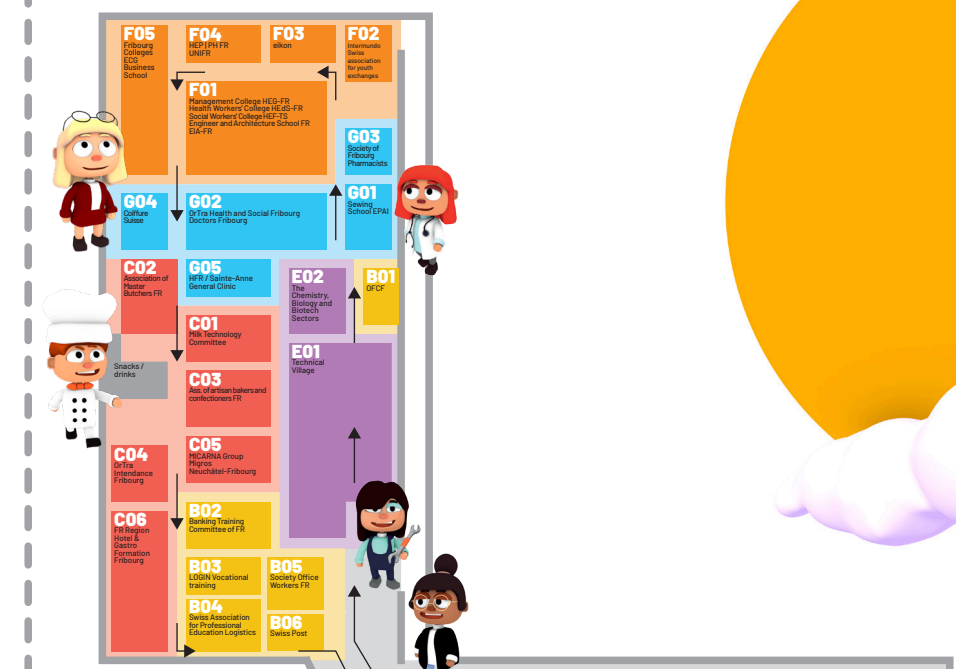 F05
Fribourg
Colleges
ECG
Business
School
F04
HEP | PH FR
UNIFR
F03
eikon
F02
Intermundo
Swiss
association
for youth
exchanges
F01
Management College HEG-FR
Health Workers' College HEdS-FR
Social Workers' College HEF-TS
Engineer and Architecture School FR
EIA-FR
G03
Society of
Fribourg
Pharmacists
G04
Coiffure
Suisse
G02
OrTra Health and Social Fribourg
Doctors Fribourg
G01
Sewing
School EPAI
C02
Association of
Master
Butchers FR
G05
HFR / Sainte-Anne
General Clinic
E02
The
Chemistry,
Biology and
Biotech
Sectors
B01
OFCF
C01
Milk Technology
Committee
E01
Technical
Village
Snacks /
drinks
C03
Ass. of artisan bakers and
confectioners FR
C05
MICARNA Group
Migros
Neuchâtel-Fribourg
C04
OrTra
Intendance
Fribourg
C06
FR Region
Hotel &
Gastro
Formation
Fribourg
B02
Banking Training
Committee of FR
B03
LOGIN Vocational
training
B05
Society Office
Workers FR
B04
Swiss Association
for Professional
Education Logistics
B06
Swiss Post